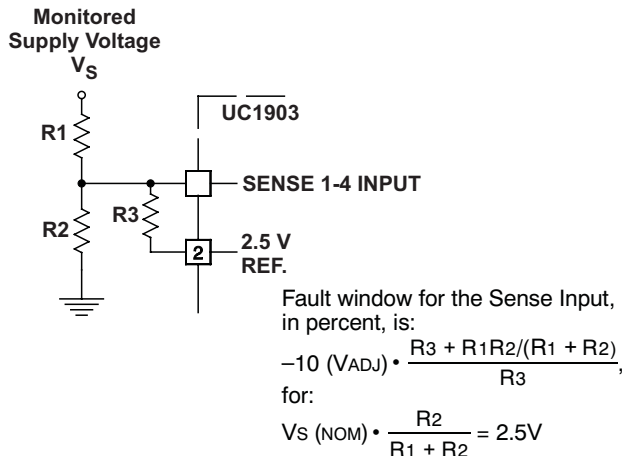 Monitored
Supply Voltage
VS
UC1903
R1
SENSE 1-4 INPUT
R2
R3
2
2.5 V
REF.
Fault window for the Sense Input,
in percent, is:
–10 (VADJ) • R3 + R1R2/(R1 + R2)
R3
,
for:
VS (NOM) • R2
R1 + R2
= 2.5V